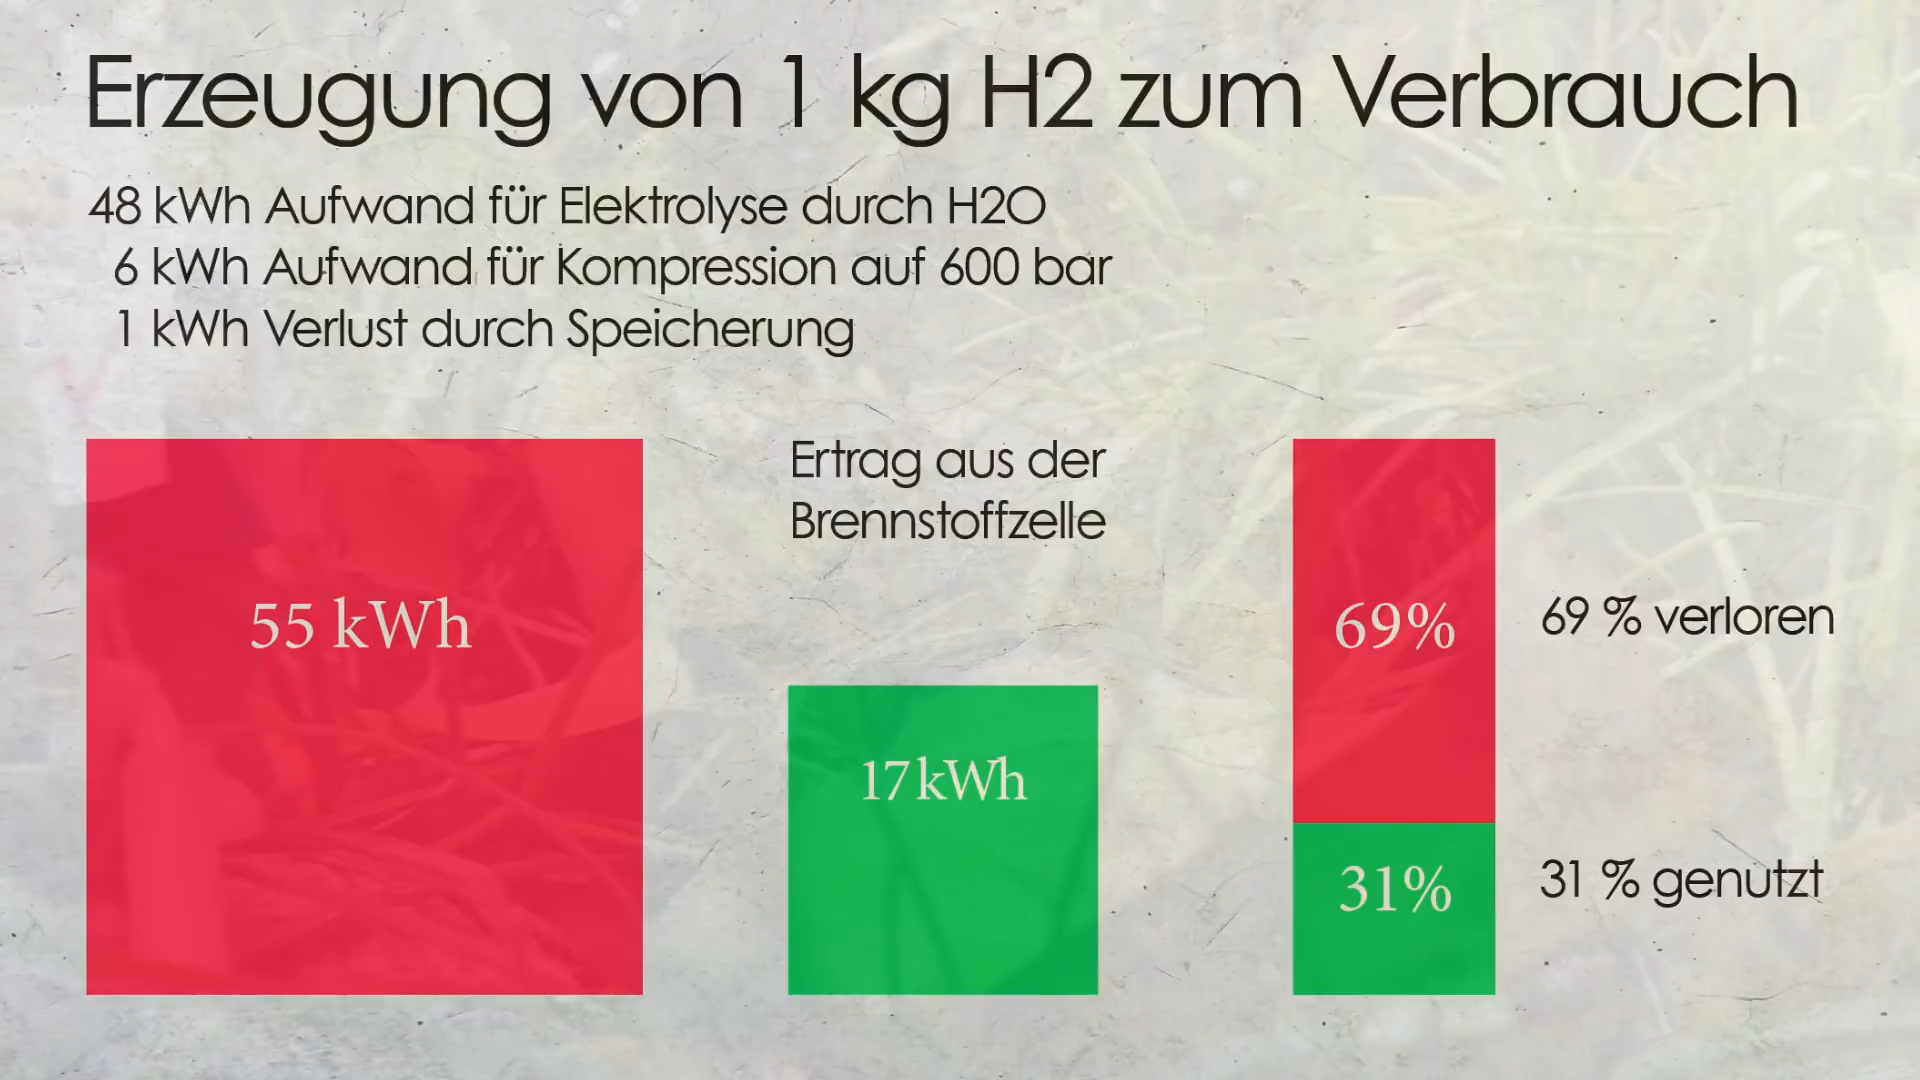 Erzeugung von 1 kg H2 zum Verbrauch
48 kWh Aufwand für Elektrolyse durch H2O
6 kWh Aufwand für Kompression auf 600 bar
1 kWh Verlust durch Speicherung
55 kWh
Ertrag aus der
Brennstoffzelle
17 kWh
69%
69 % verloren
31%
31 % genutzt